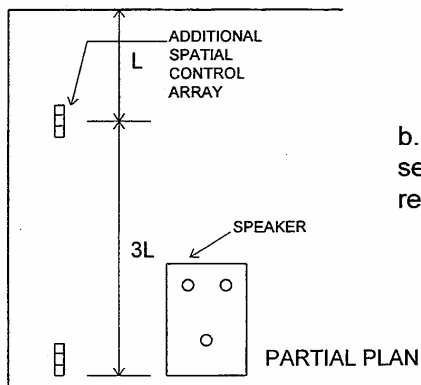 ADDITIONAL
SPATIAL
CONTROL
ARRAY
L
b.
se
re
3L
SPEAKER
PARTIAL PLAN